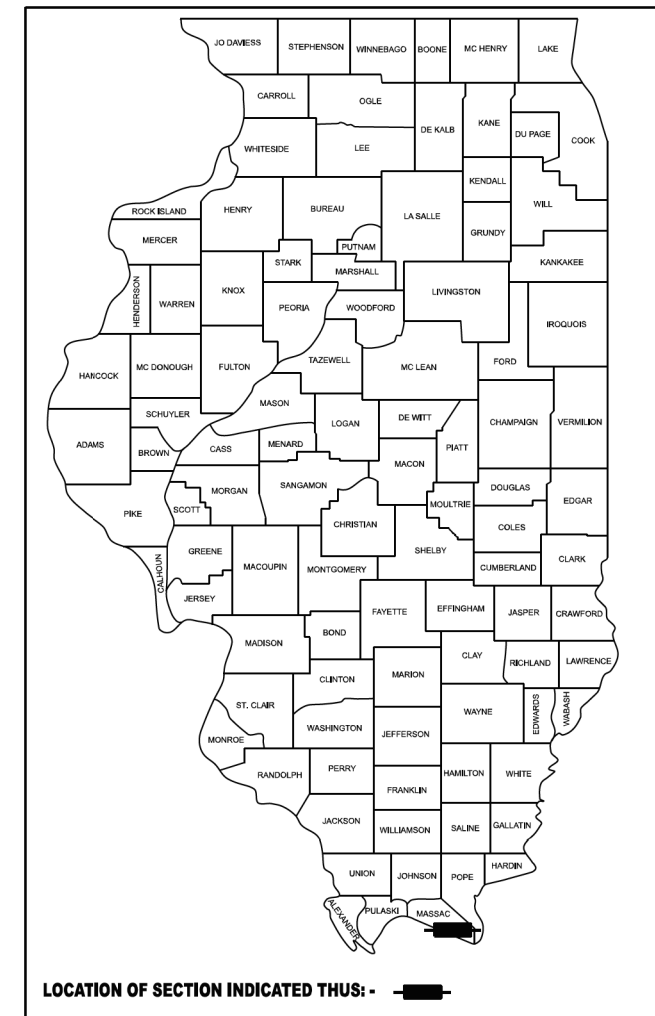 JO DAVIESS STEPHENSON WINNEBAGO BOONE MC HENRY LAKE
CARROLL OGLE DE KALB KANE DU PAGE COOK
WHITESIDE LEE
KENDALL WILL
ROCK ISLAND HENRY BUREAU LA SALLE GRUNDY
MERCER PUTNAM
STARK MARSHALL KANKAKEE
HENDERSON WARREN KNOX PEORIA WOODFORD LIVINGSTON IROQUOIS
HANCOCK MC DONOUGH FULTON TAZEWELL MC LEAN FORD
MASON
SCHUYLER LOGAN DE WITT CHAMPAIGN VERMILION
ADAMS BROWN CASS MENARD PIATT
MACON
PIKE SCOTT MORGAN SANGAMON MOULTRIE DOUGLAS EDGAR
CHRISTIAN COLES
CALHOUN GREENE MACOUPIN MONTGOMERY SHELBY CUMBERLAND CLARK
JERSEY FAYETTE EFFINGHAM JASPER CRAWFORD
MADISON BOND CLAY RICHLAND LAWRENCE
CLINTON MARION
ST. CLAIR WAYNE EDWARDS WABASH
MONROE WASHINGTON JEFFERSON
RANDOLPH PERRY FRANKLIN HAMILTON WHITE
JACKSON WILLIAMSON SALINE GALLATIN
UNION JOHNSON POPE HARDIN
ALEXANDER PULASKI MASSAC
LOCATION OF SECTION INDICATED THUS: -